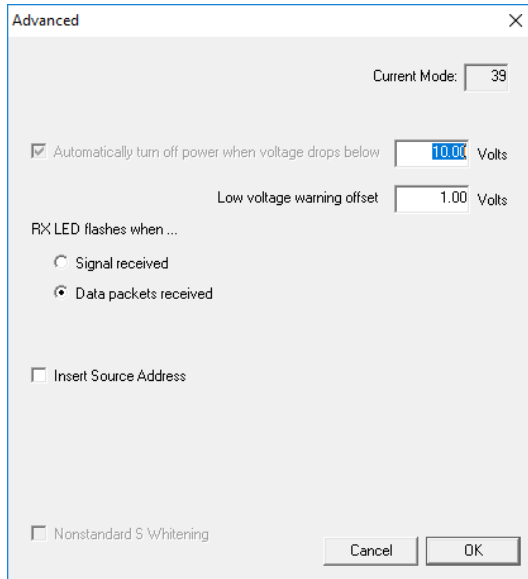 Advanced
Current Mode: 39
Automatically turn off power when voltage drops below 10.00 Volts
Low voltage warning offset 1.00 Volts
RX LED flashes when ...
Signal received
Data packets received
Insert Source Address
Nonstandard S Whitening
Cancel OK